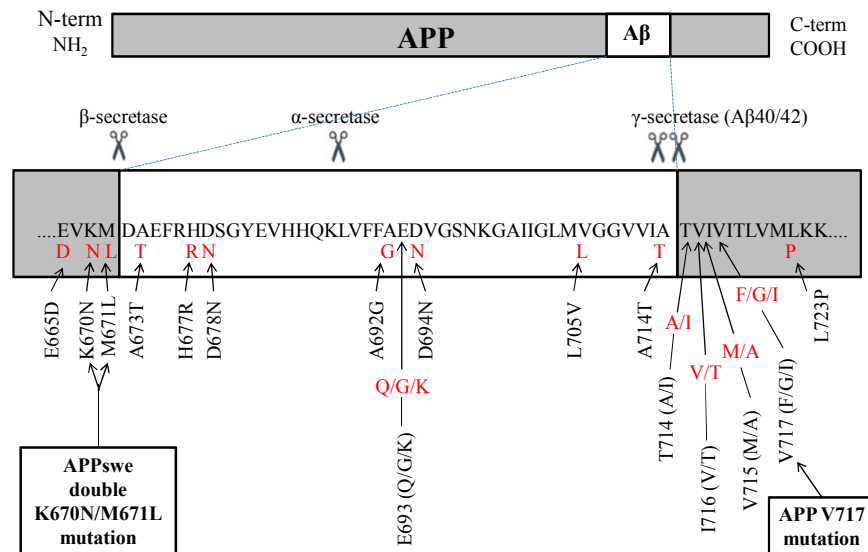 N-term
NH2
APP
Aβ
C-term
COOH
β-secretase
α-secretase
γ-secretase (Aβ40/42)
....EVKM DAEFRHDSGYEVHHQKLVFFAEDVGSNKGAIIGLMVGGVVIA TVIVITLVMLKK....
D N L T R N G N L T P
E665D
K670N
M671L
A673T
H677R
D678N
A692G
Q/G/K
E693 (Q/G/K)
D694N
L705V
A714T
A/I
T714 (A/I)
V/T
I716 (V/T)
M/A
V715 (M/A)
F/G/I
V717 (F/G/I)
L723P
APPswe
double
K670N/M671L
mutation
APP V717
mutation